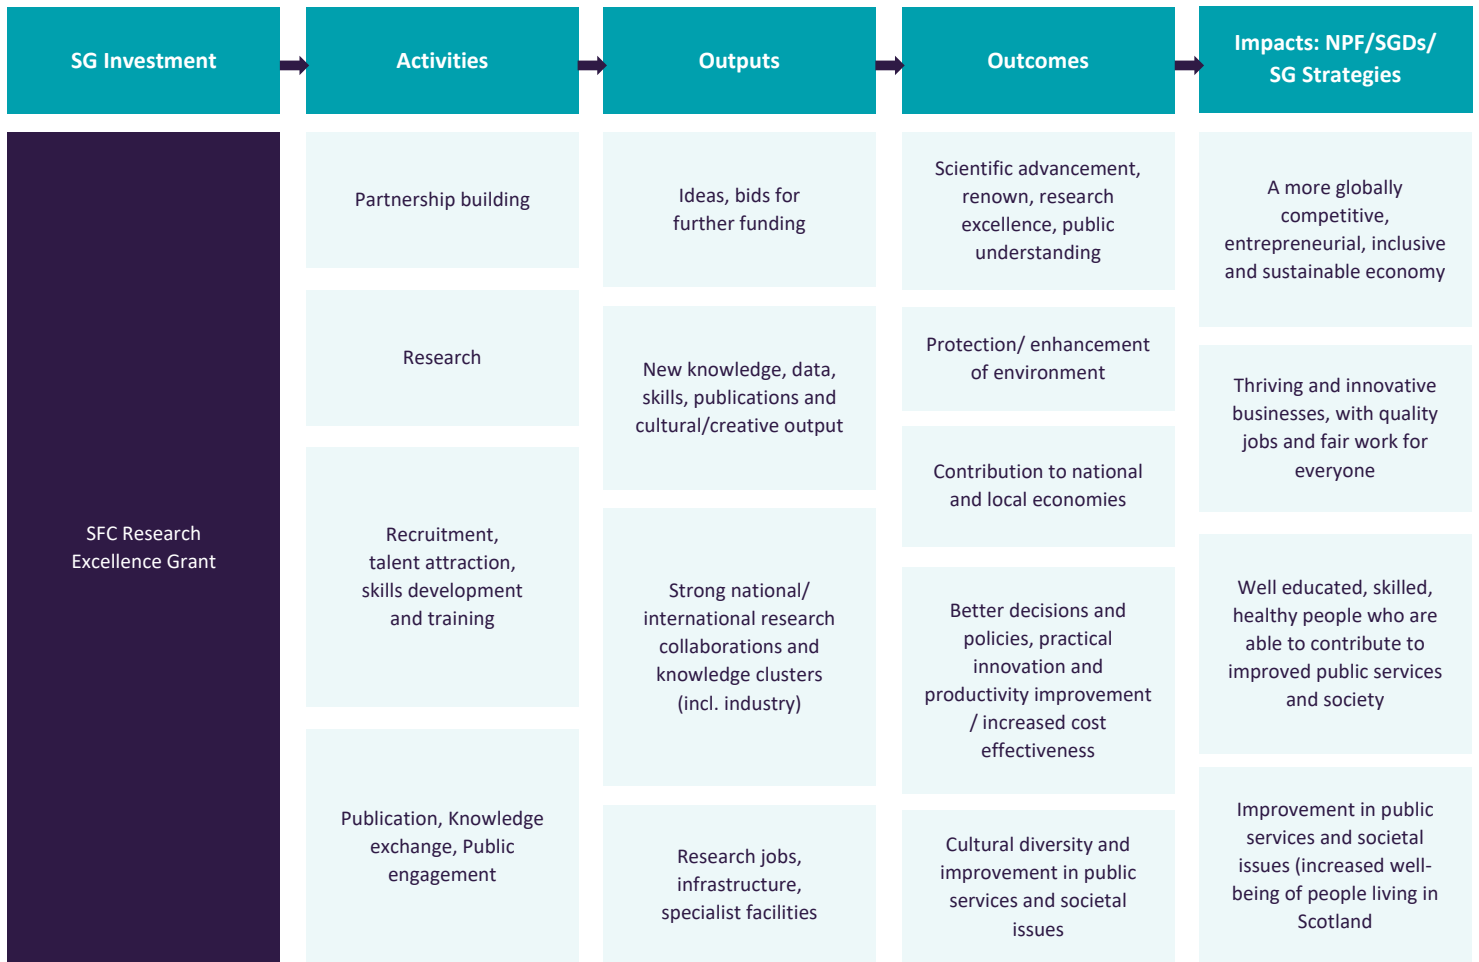 SG Investment
Activities
Outputs
Outcomes
Impacts: NPF/SGDs/
SG Strategies
SFC Research
Excellence Grant
Partnership building
Research
Recruitment,
talent attraction,
skills development
and training
Publication, Knowledge
exchange, Public
engagement
Ideas, bids for
further funding
New knowledge, data,
skills, publications and
cultural/creative output
Strong national/
international research
collaborations and
knowledge clusters
(incl. industry)
Research jobs,
infrastructure,
specialist facilities
Scientific advancement,
renown, research
excellence, public
understanding
Protection/ enhancement
of environment
Contribution to national
and local economies
Better decisions and
policies, practical
innovation and
productivity improvement
/ increased cost
effectiveness
Cultural diversity and
improvement in public
services and societal
issues
A more globally
competitive,
entrepreneurial, inclusive
and sustainable economy
Thriving and innovative
businesses, with quality
jobs and fair work for
everyone
Well educated, skilled,
healthy people who are
able to contribute to
improved public services
and society
Improvement in public
services and societal
issues (increased well-
being of people living in
Scotland